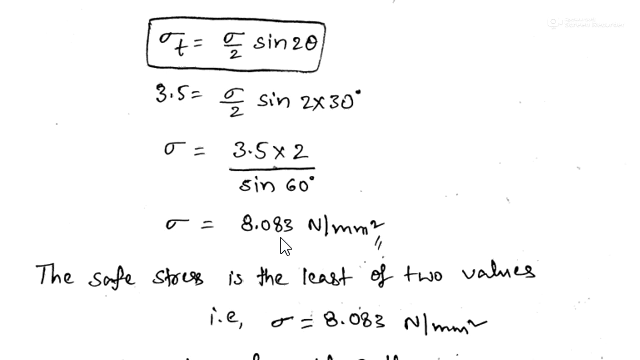 σt = σ/2 sin2θ
3.5 = σ/2 sin 2×30°
σ = 3.5×2 / sin 60°
σ = 8.083 N/mm²
The safe stress is the least of two values
i.e, σ = 8.083 N/mm²